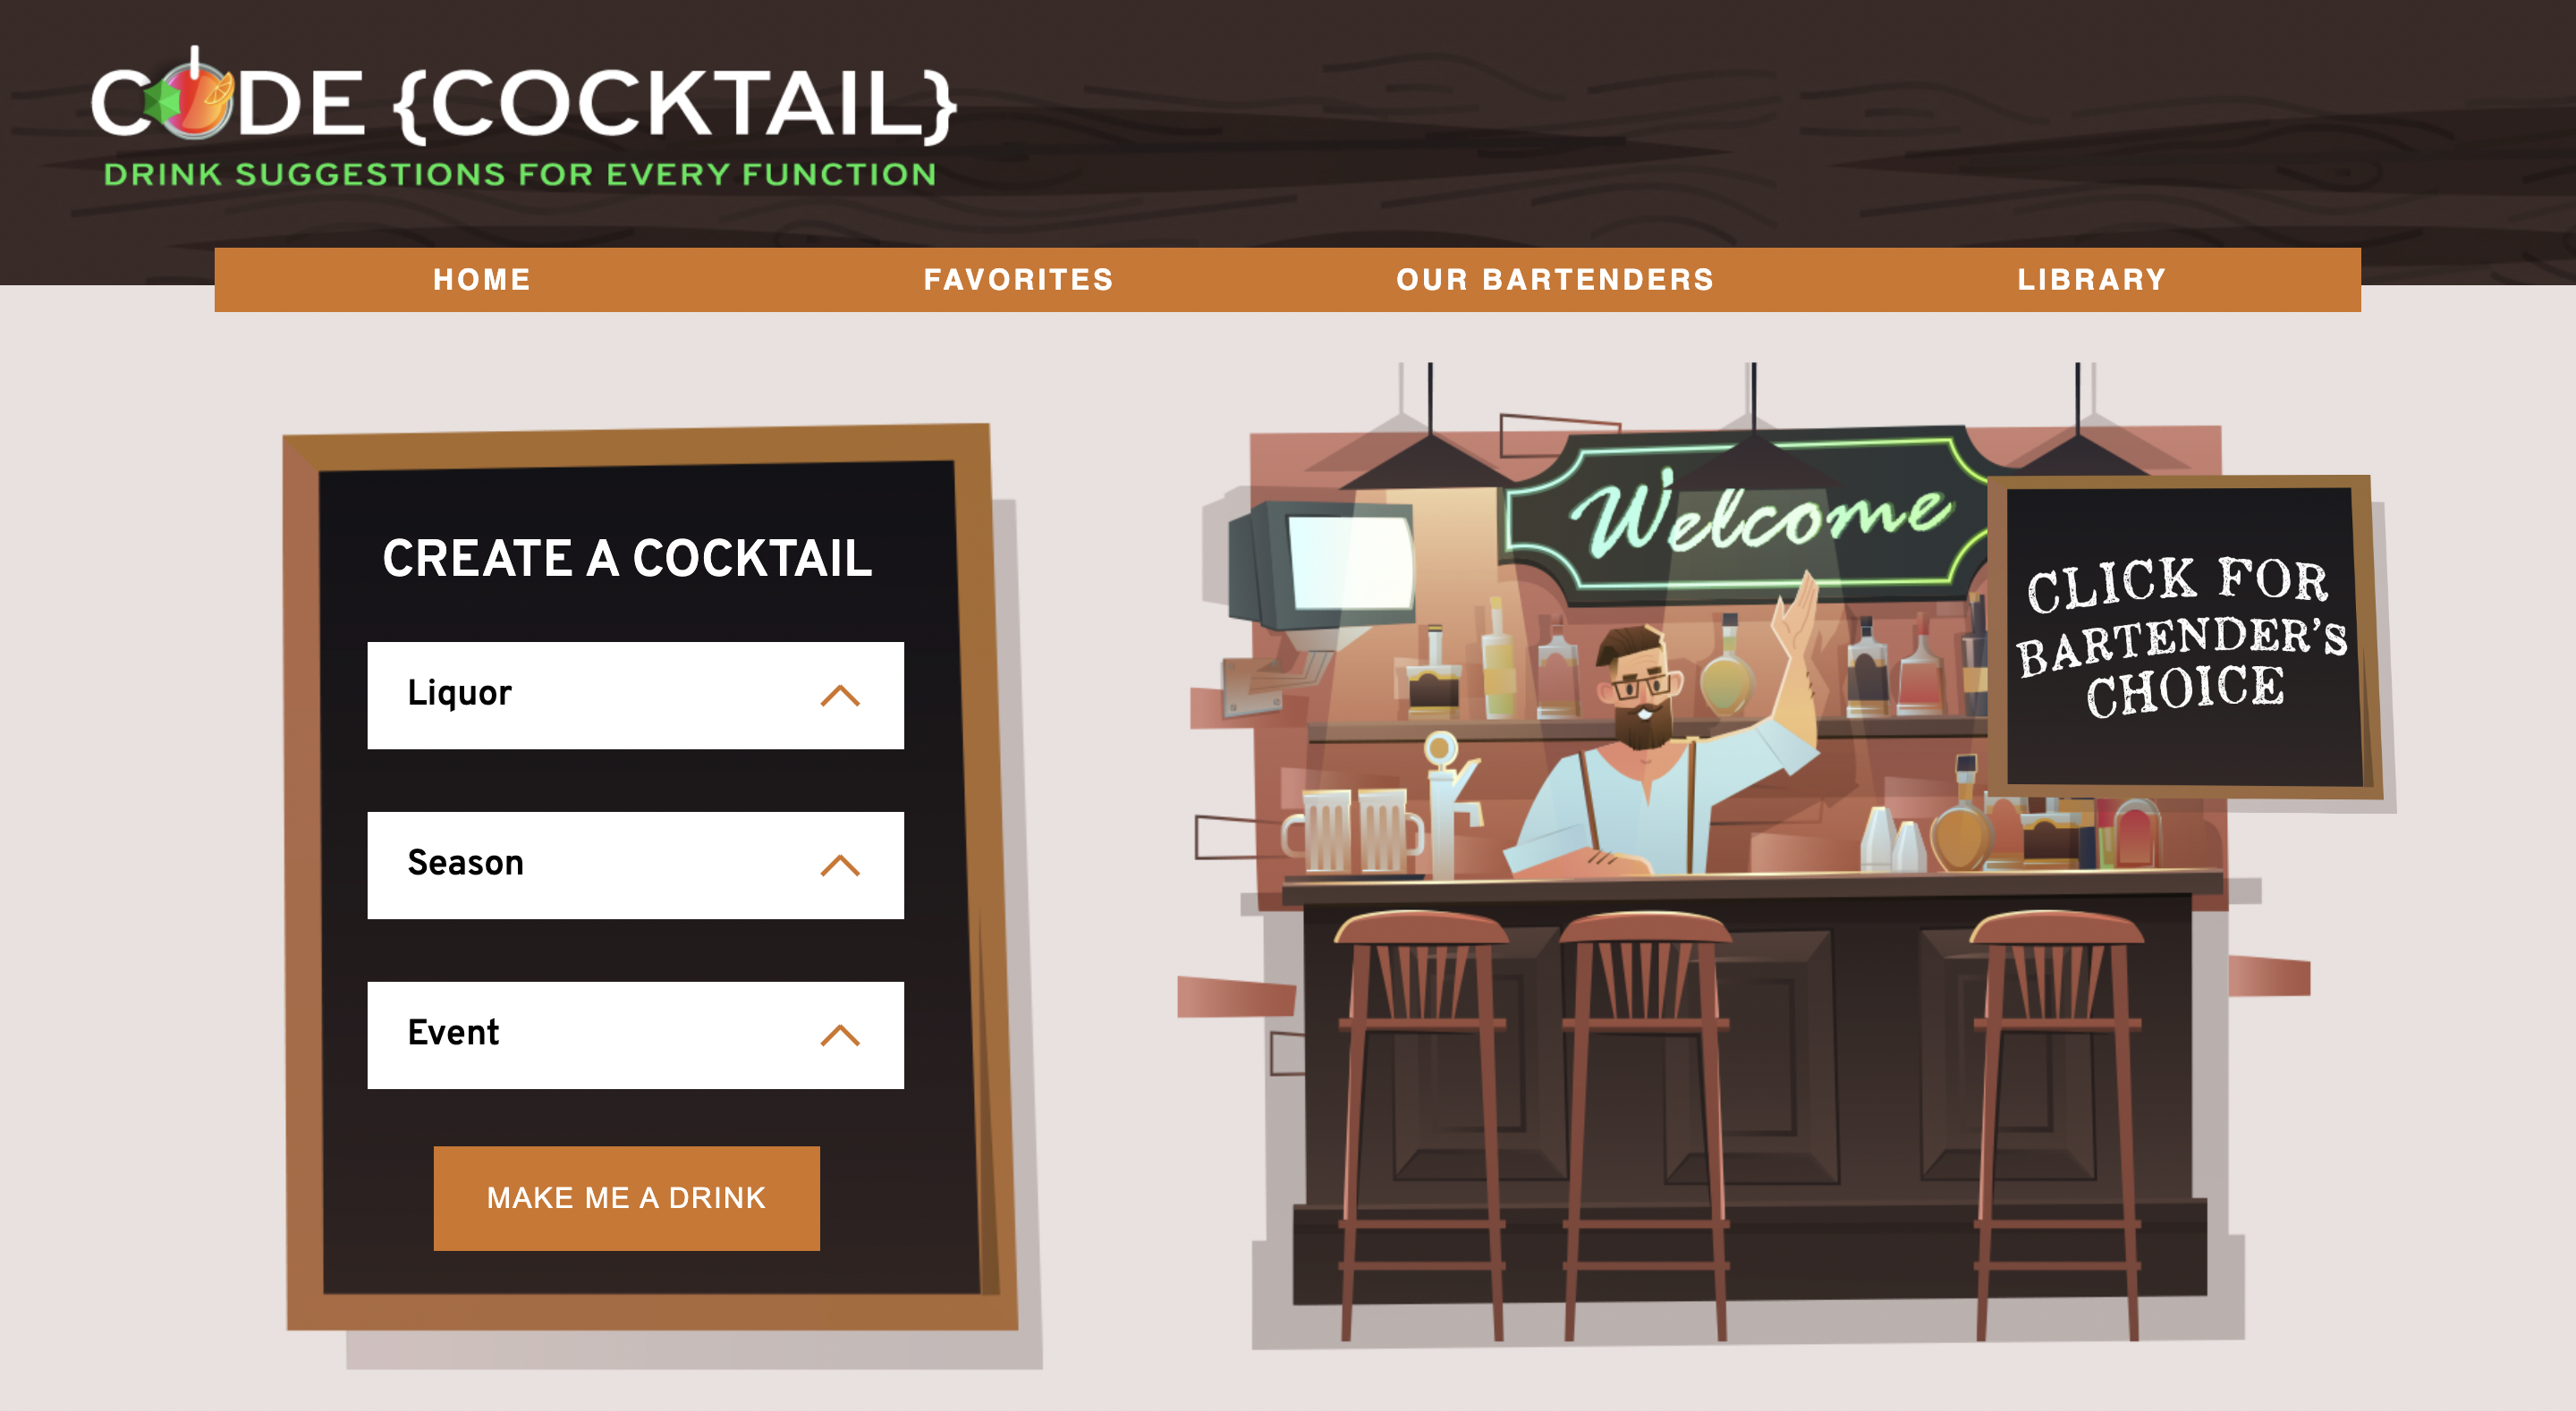 CODE {COCKTAIL}
DRINK SUGGESTIONS FOR EVERY FUNCTION
HOME
FAVORITES
OUR BARTENDERS
LIBRARY
CREATE A COCKTAIL
Liquor
Season
Event
MAKE ME A DRINK
Welcome
CLICK FOR
BARTENDER'S
CHOICE